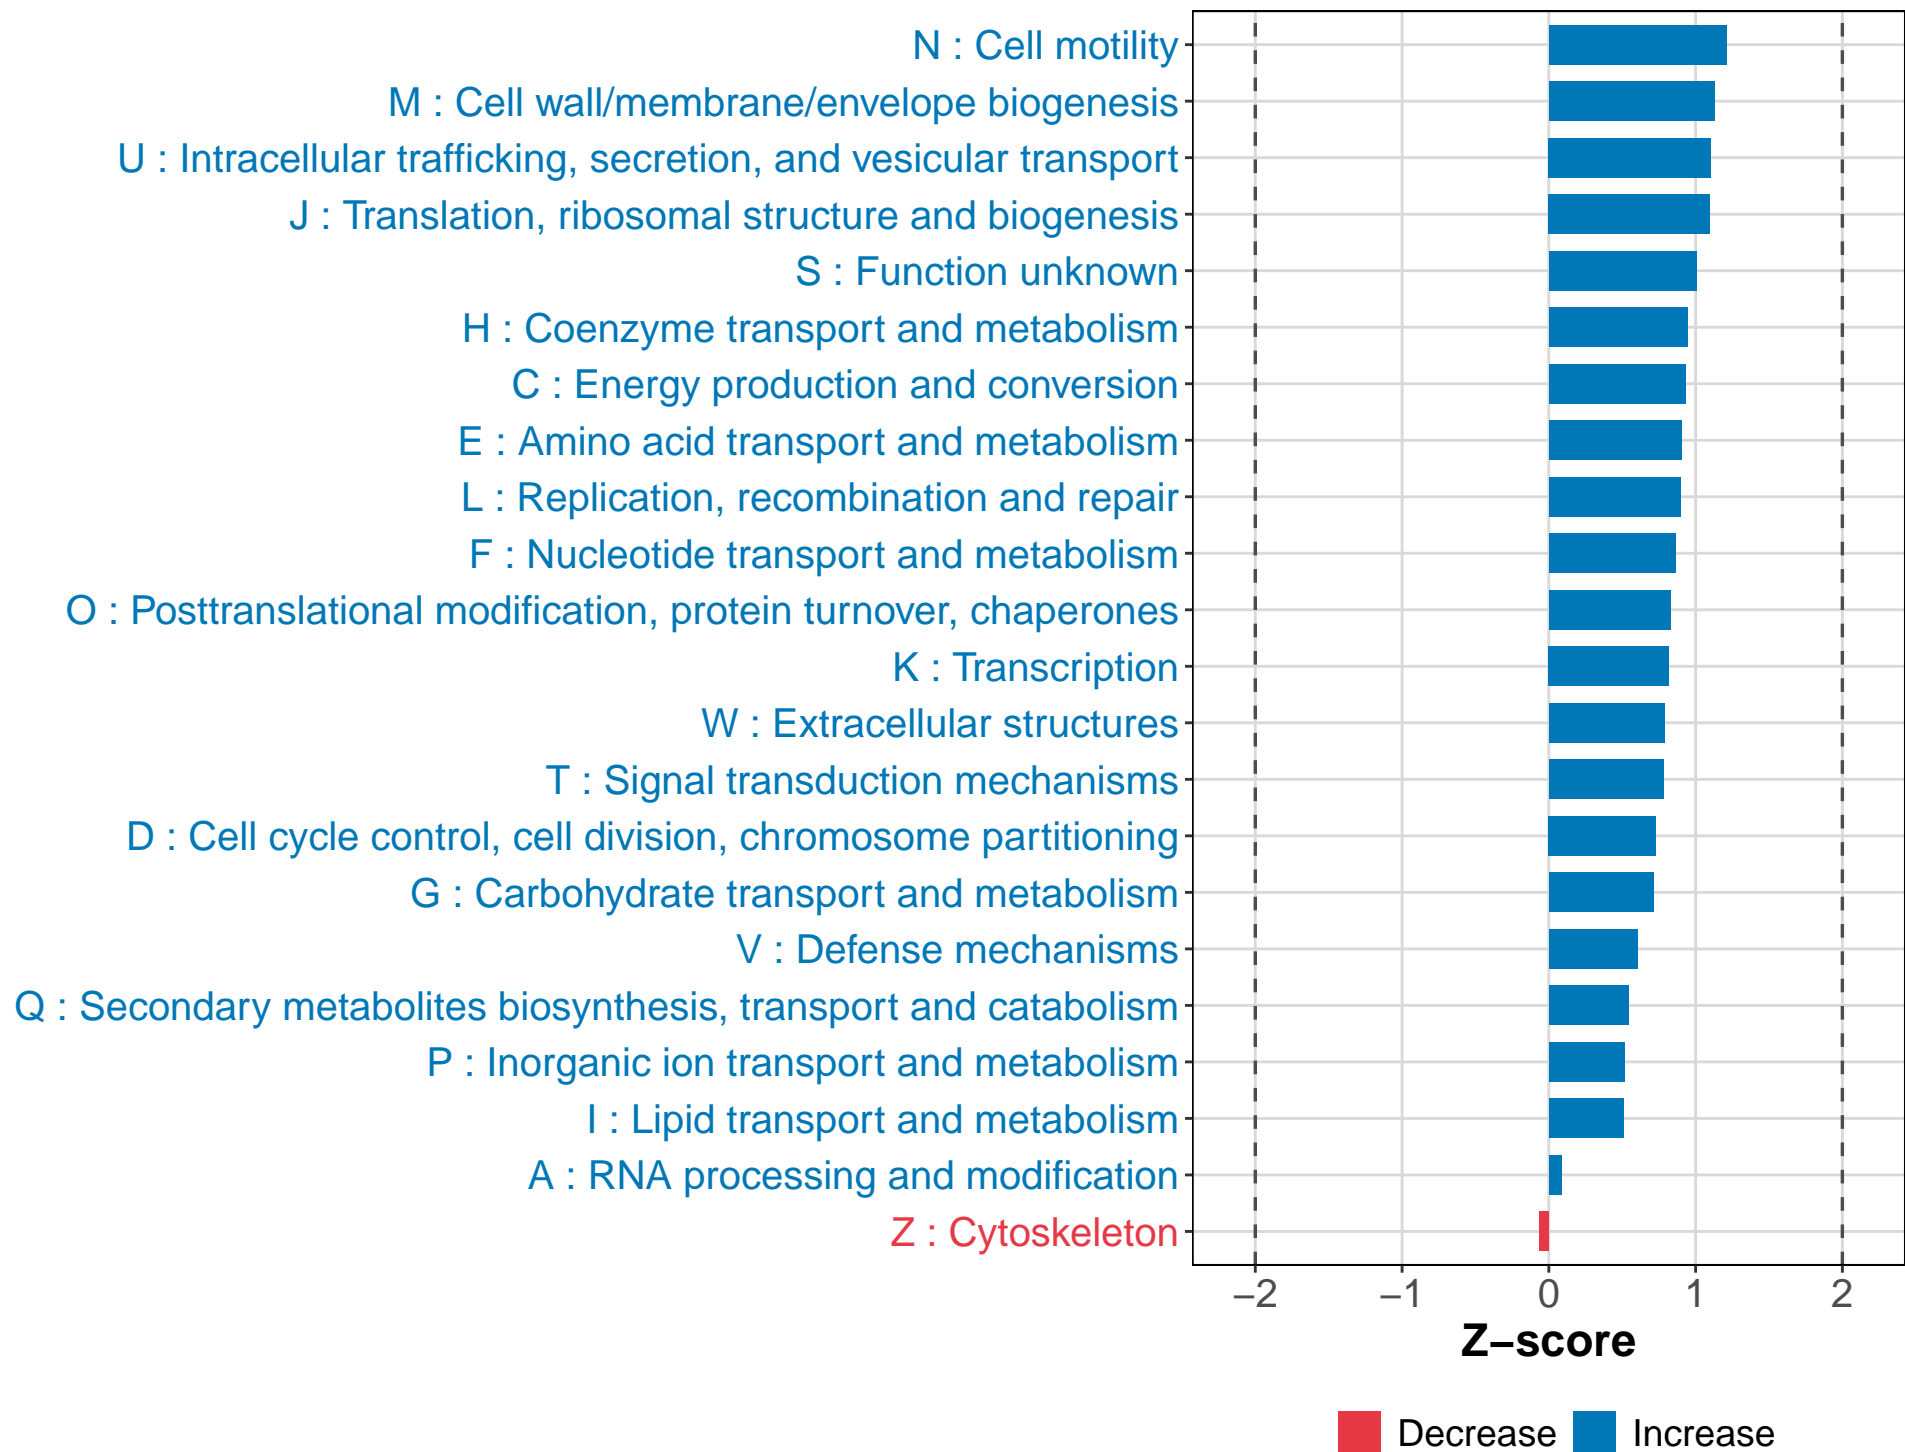 N : Cell motility
M : Cell wall/membrane/envelope biogenesis
U : Intracellular trafficking, secretion, and vesicular transport
J : Translation, ribosomal structure and biogenesis
S : Function unknown
H : Coenzyme transport and metabolism
C : Energy production and conversion
E : Amino acid transport and metabolism
L : Replication, recombination and repair
F : Nucleotide transport and metabolism
O : Posttranslational modification, protein turnover, chaperones
K : Transcription
W : Extracellular structures
T : Signal transduction mechanisms
D : Cell cycle control, cell division, chromosome partitioning
G : Carbohydrate transport and metabolism
V : Defense mechanisms
Q : Secondary metabolites biosynthesis, transport and catabolism
P : Inorganic ion transport and metabolism
I : Lipid transport and metabolism
A : RNA processing and modification
Z : Cytoskeleton
−2 −1 0 1 2
Z−score
Decrease Increase